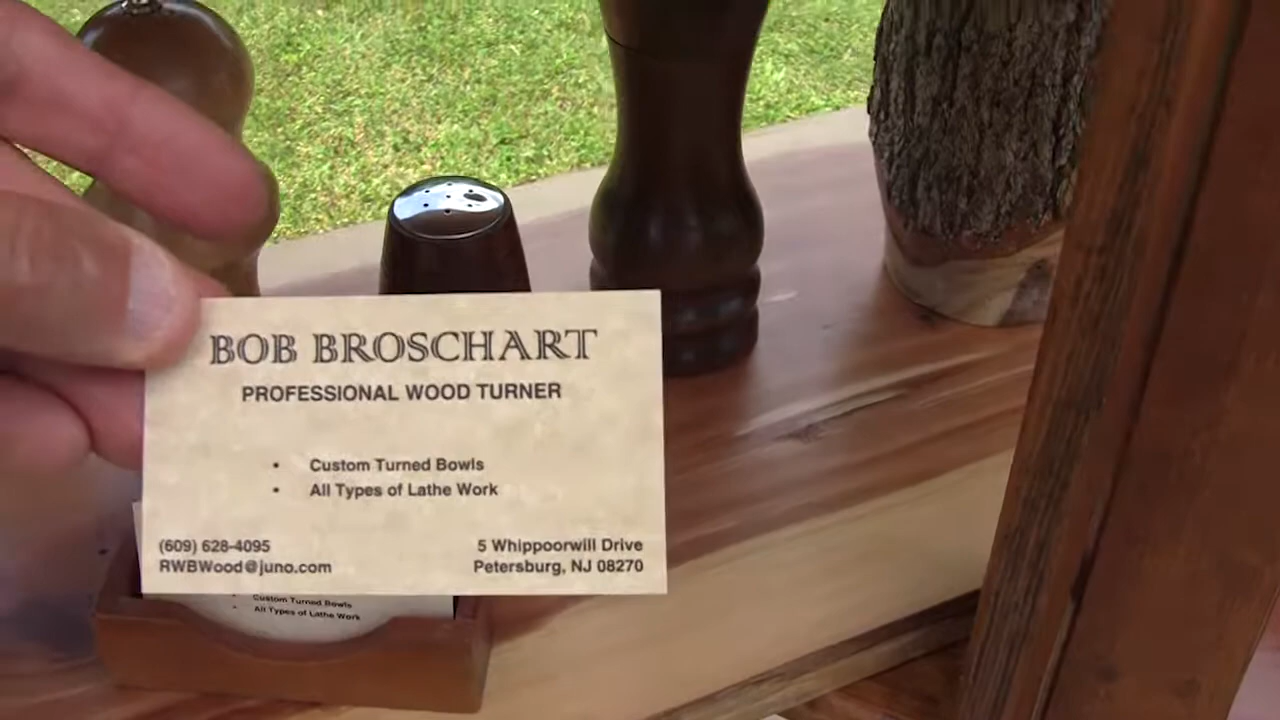 BOB BROSCHART
PROFESSIONAL WOOD TURNER
• Custom Turned Bowls
• All Types of Lathe Work
(609) 628-4095
RWBWood@juno.com
5 Whippoorwill Drive
Petersburg, NJ 08270
• Custom Turned Bowls
• All Types of Lathe Work